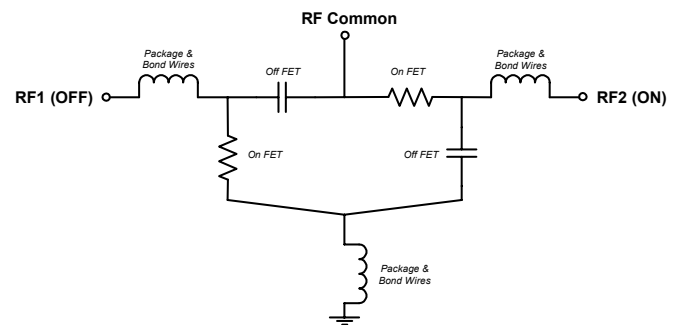 RF Common
Package &
Bond Wires
Package &
Bond Wires
Off FET
On FET
RF1 (OFF)
RF2 (ON)
On FET
Off FET
Package &
Bond Wires